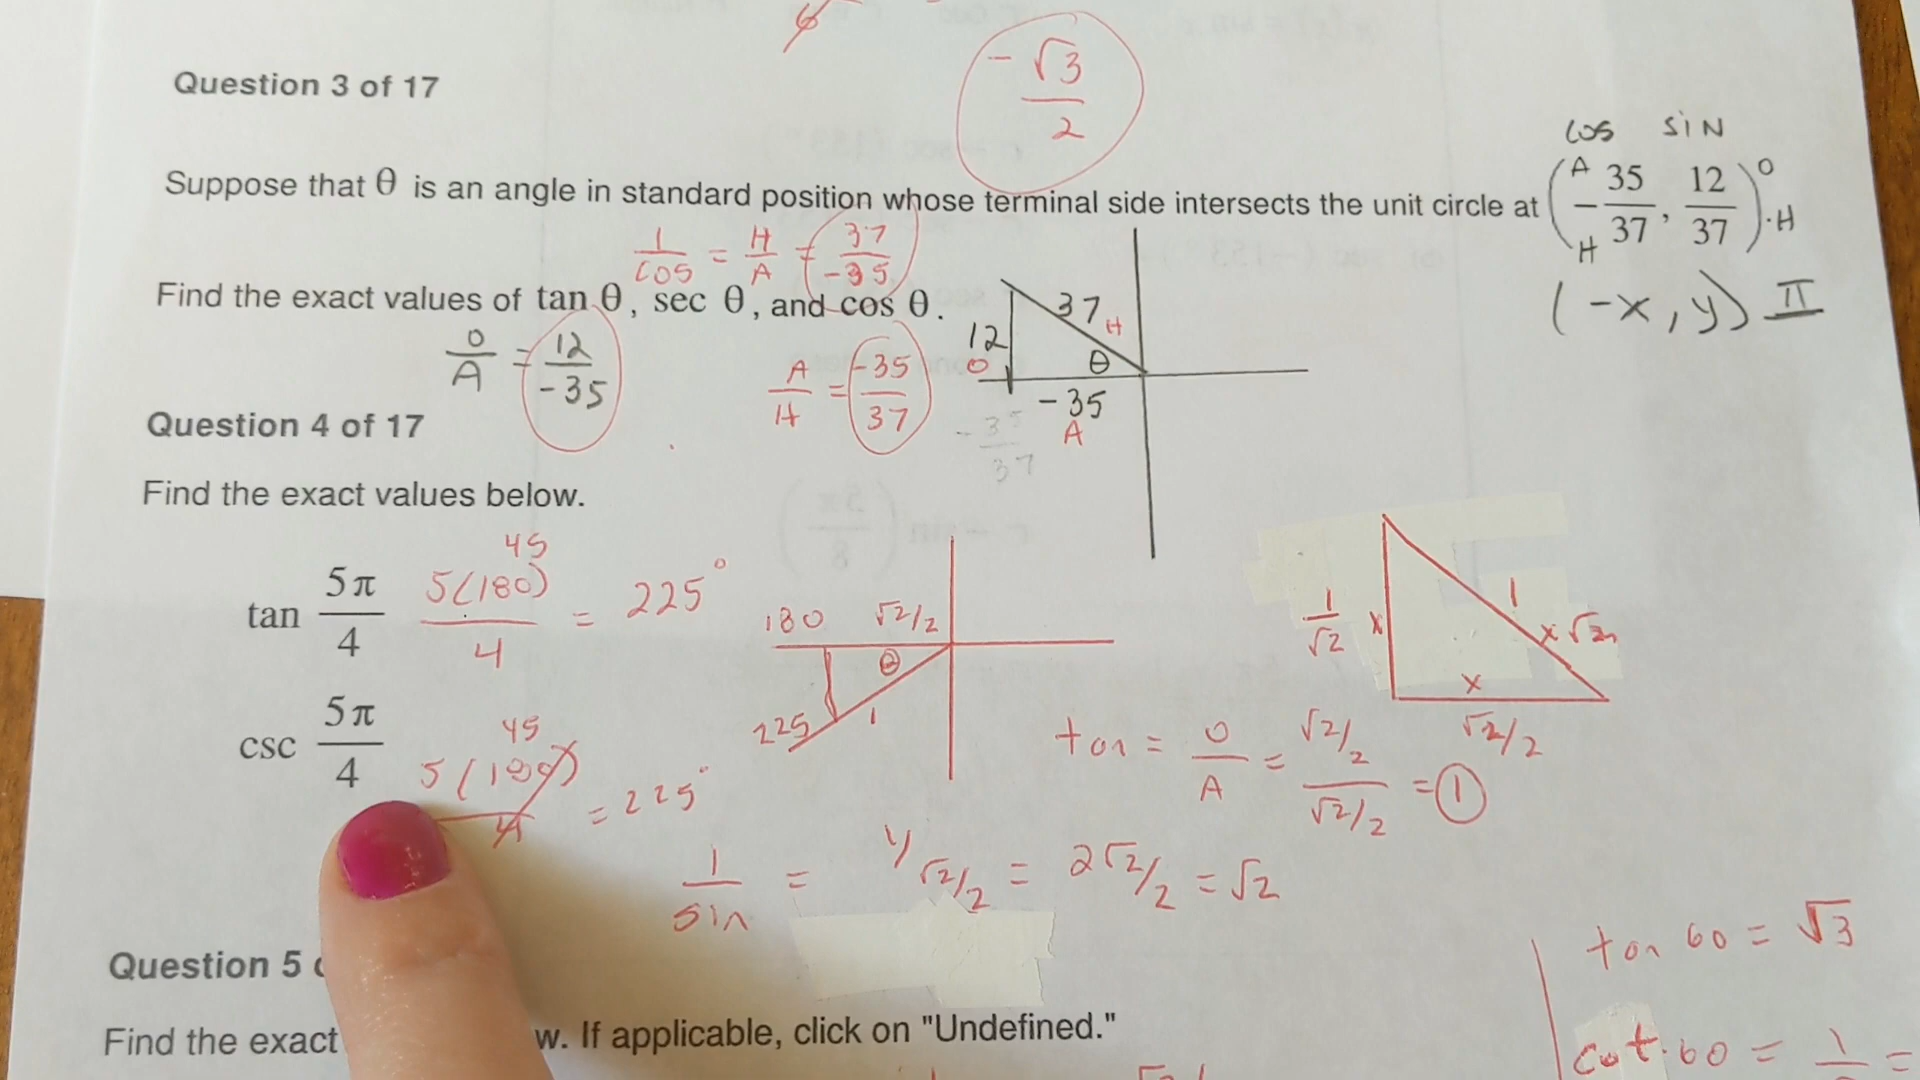 6
-√3/2
Question 3 of 17
cos sin
Suppose that θ is an angle in standard position whose terminal side intersects the unit circle at (-35/37, 12/37)
A O
H ·H
1/cos = H/A = 37/-35
(-x, y) II
Find the exact values of tan θ, sec θ, and cos θ.
O/A = 12/-35
A/H = -35/37
12 37 H
O θ
-35
A
-35/37
Question 4 of 17
Find the exact values below.
tan 5π/4 5(180)/4 = 225°
45
180 √2/2
θ
225 1
1/√2 x 1 x√2
x
√2/2
csc 5π/4 5(180)/4 = 225°
45
tan = O/A = √2/2 / √2/2 = 1
1/sin = 1/√2/2 = 2√2/2 = √2
Question 5
tan 60 = √3
Find the exact w. If applicable, click on "Undefined."
cot 60 = 1 =